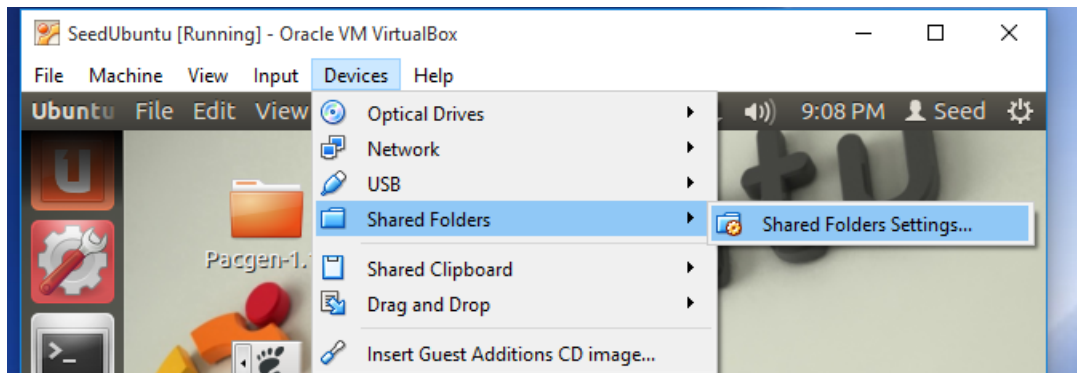 SeedUbuntu [Running] - Oracle VM VirtualBox
File Machine View Input Devices Help
Ubuntu File Edit View 9:08 PM Seed
Optical Drives
Network
USB
Shared Folders
Shared Folders Settings...
Pacgen-1.
Shared Clipboard
Drag and Drop
>_
Insert Guest Additions CD image...